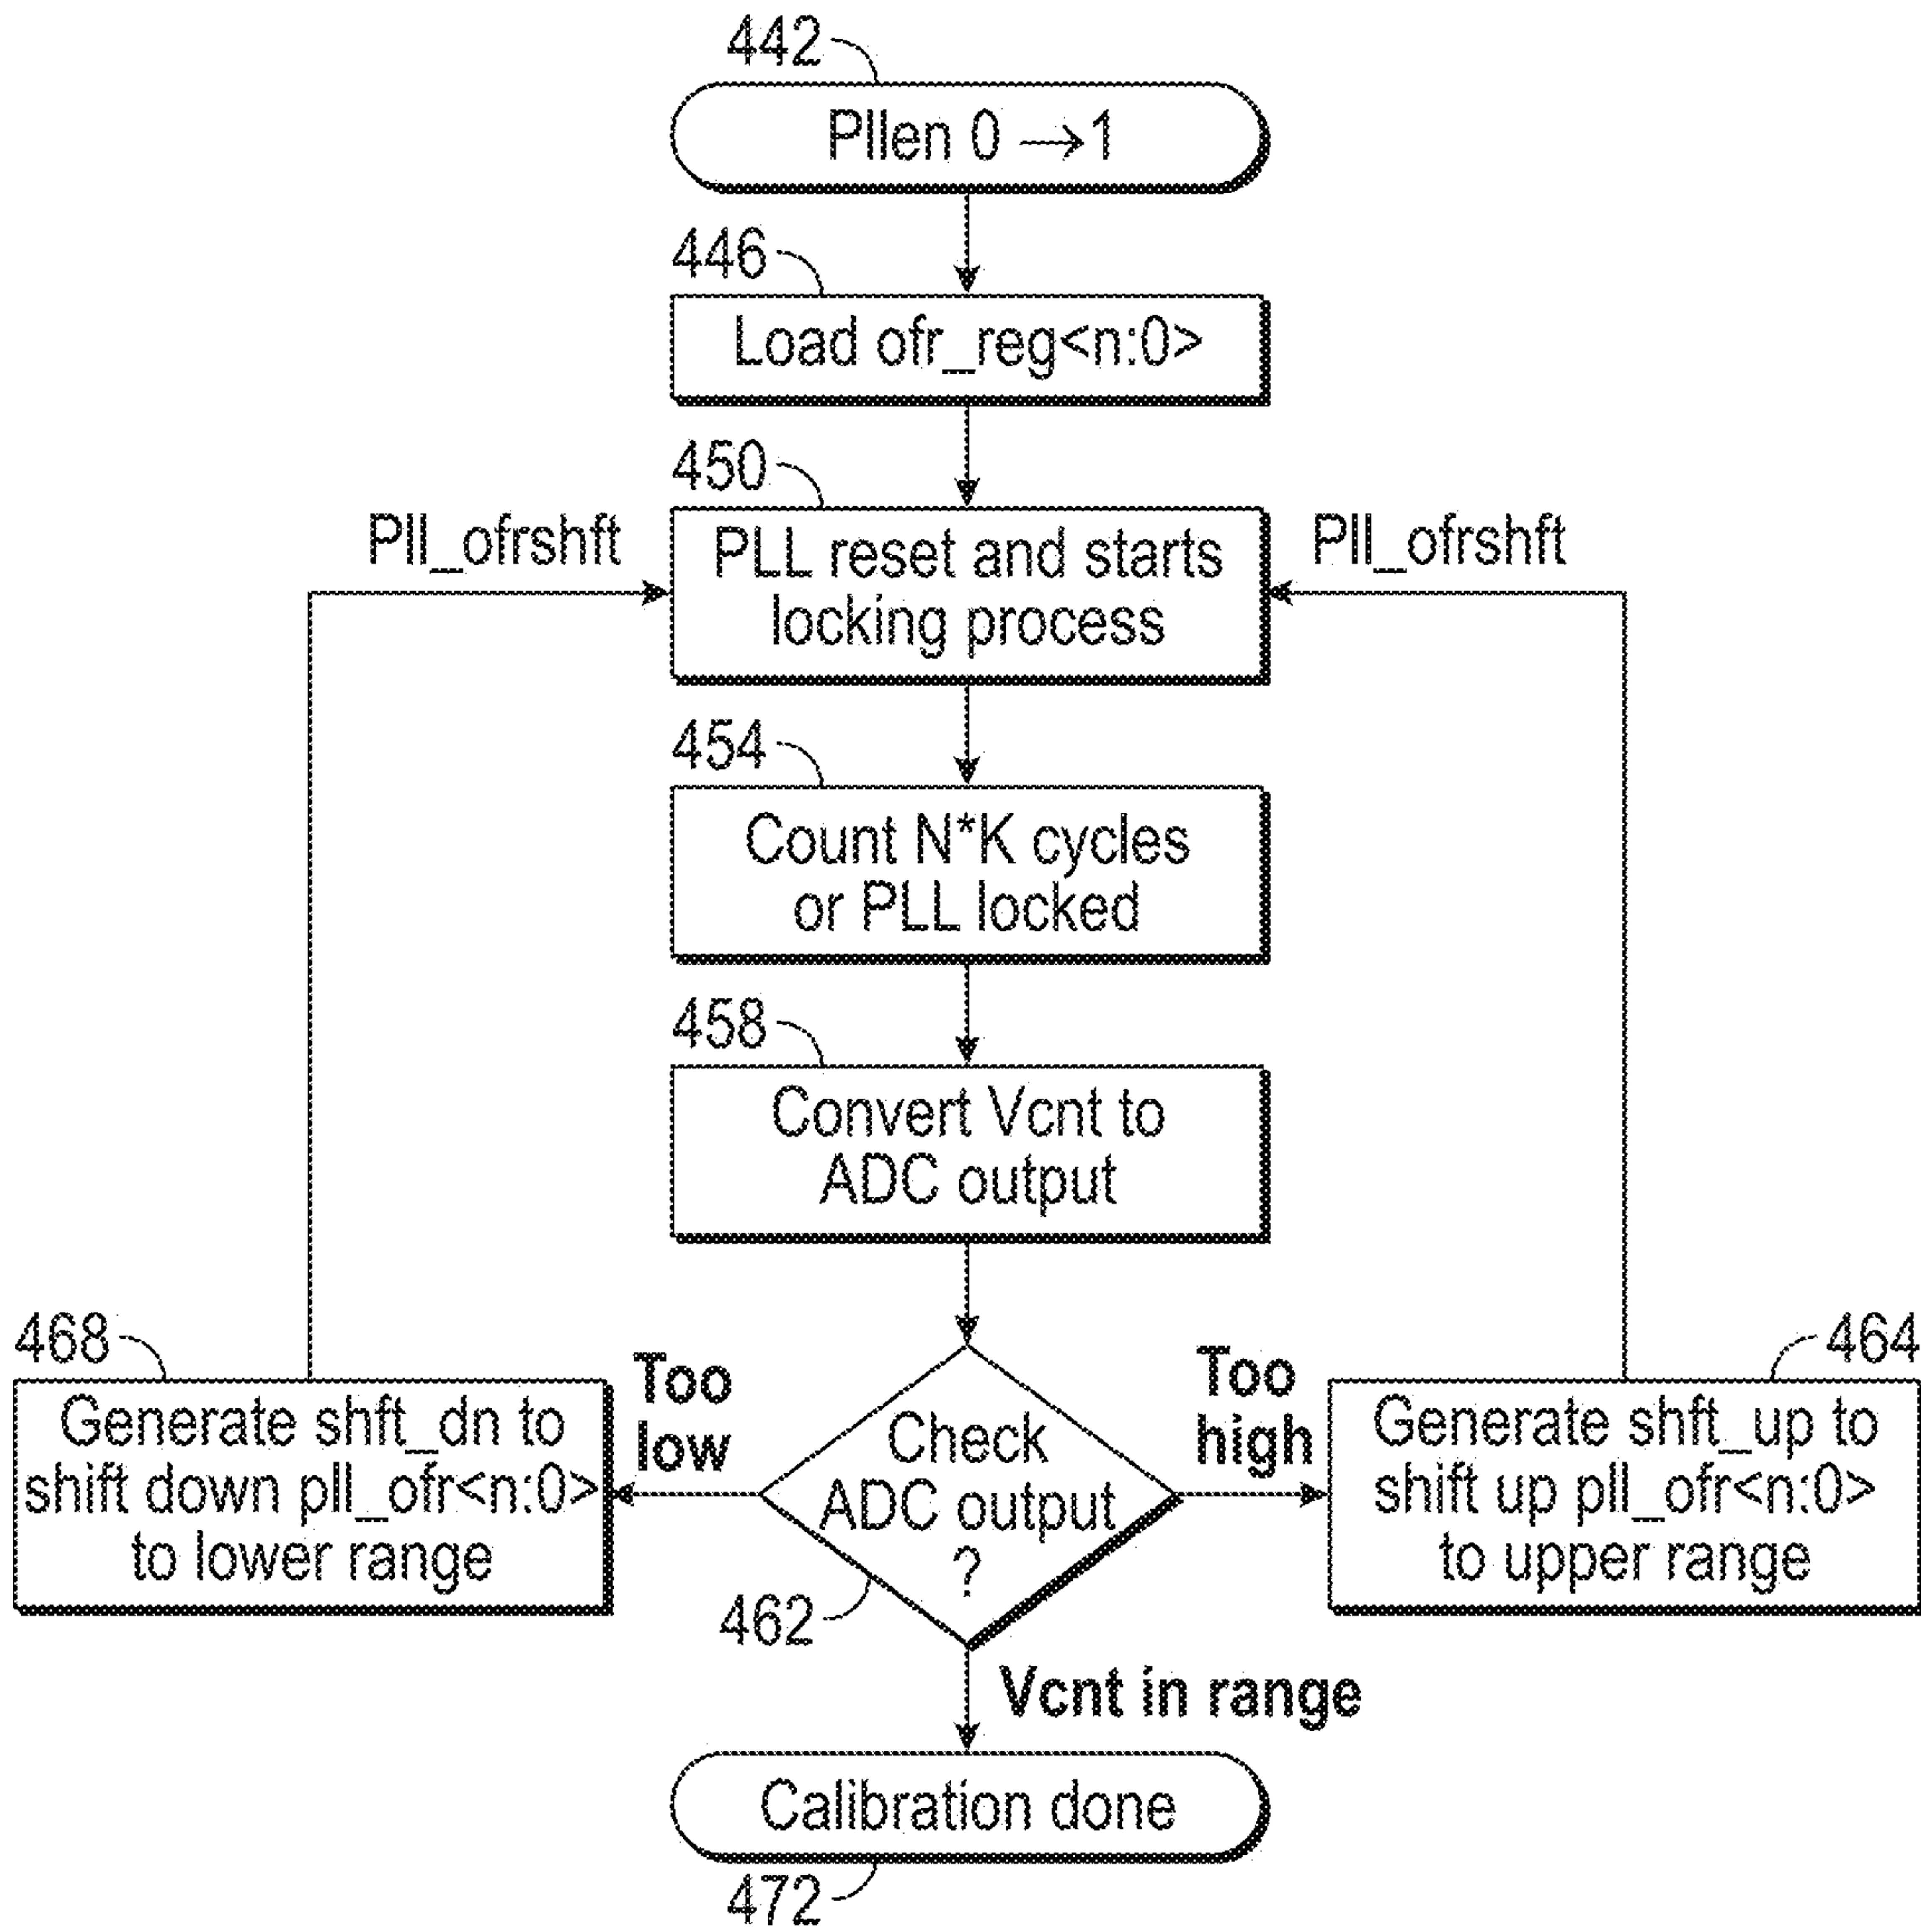 442
Pllen 0 →1
446
Load ofr_reg<n:0>
450
Pll_ofrshft
PLL reset and starts
locking process
Pll_ofrshft
454
Count N*K cycles
or PLL locked
458
Convert Vcnt to
ADC output
468
Generate shft_dn to
shift down pll_ofr<n:0>
to lower range
Too
low
Check
ADC output
?
462
Too
high
464
Generate shft_up to
shift up pll_ofr<n:0>
to upper range
Vcnt in range
Calibration done
472